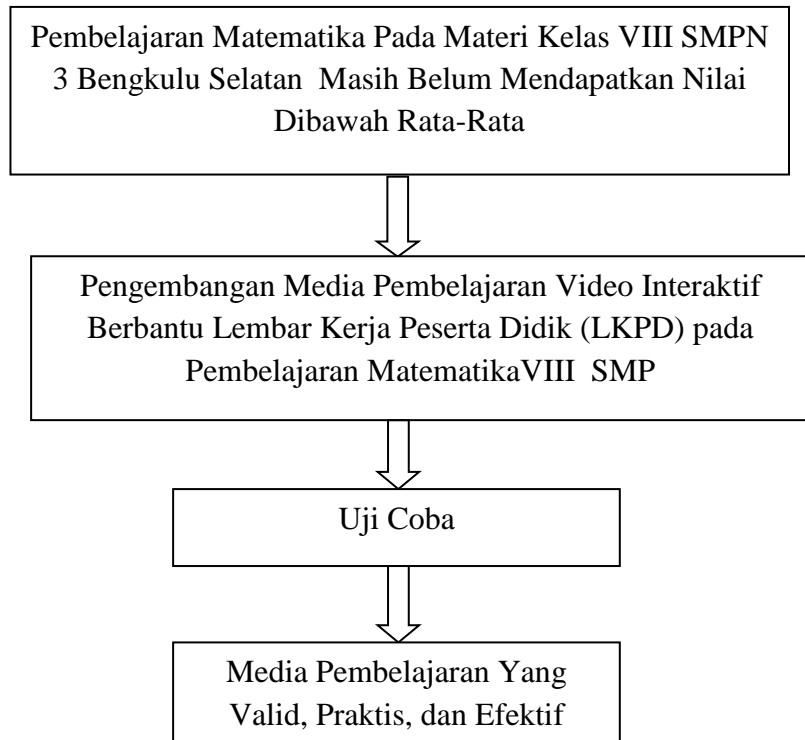 Pembelajaran Matematika Pada Materi Kelas VIII SMPN
3 Bengkulu Selatan Masih Belum Mendapatkan Nilai
Dibawah Rata-Rata
Pengembangan Media Pembelajaran Video Interaktif
Berbantu Lembar Kerja Peserta Didik (LKPD) pada
Pembelajaran MatematikaVIII SMP
Uji Coba
Media Pembelajaran Yang
Valid, Praktis, dan Efektif